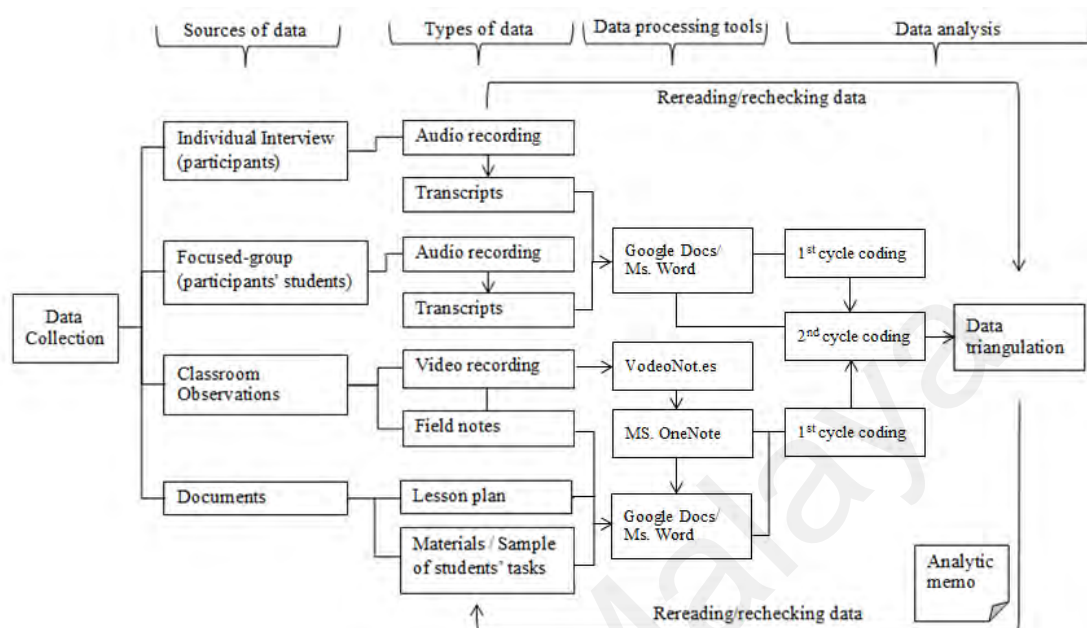 Sources of data
Types of data
Data processing tools
Data analysis
Rereading/rechecking data
Individual Interview
(participants)
Audio recording
Transcripts
Focused-group
(participants' students)
Audio recording
Transcripts
Google Docs/
Ms. Word
1st cycle coding
Data
Collection
2nd cycle coding
Data
triangulation
Classroom
Observations
Video recording
VodeoNot.es
Field notes
MS. OneNote
1st cycle coding
Documents
Lesson plan
Google Docs/
Ms. Word
Materials / Sample
of students' tasks
Analytic
memo
Rereading/rechecking data
Malaya